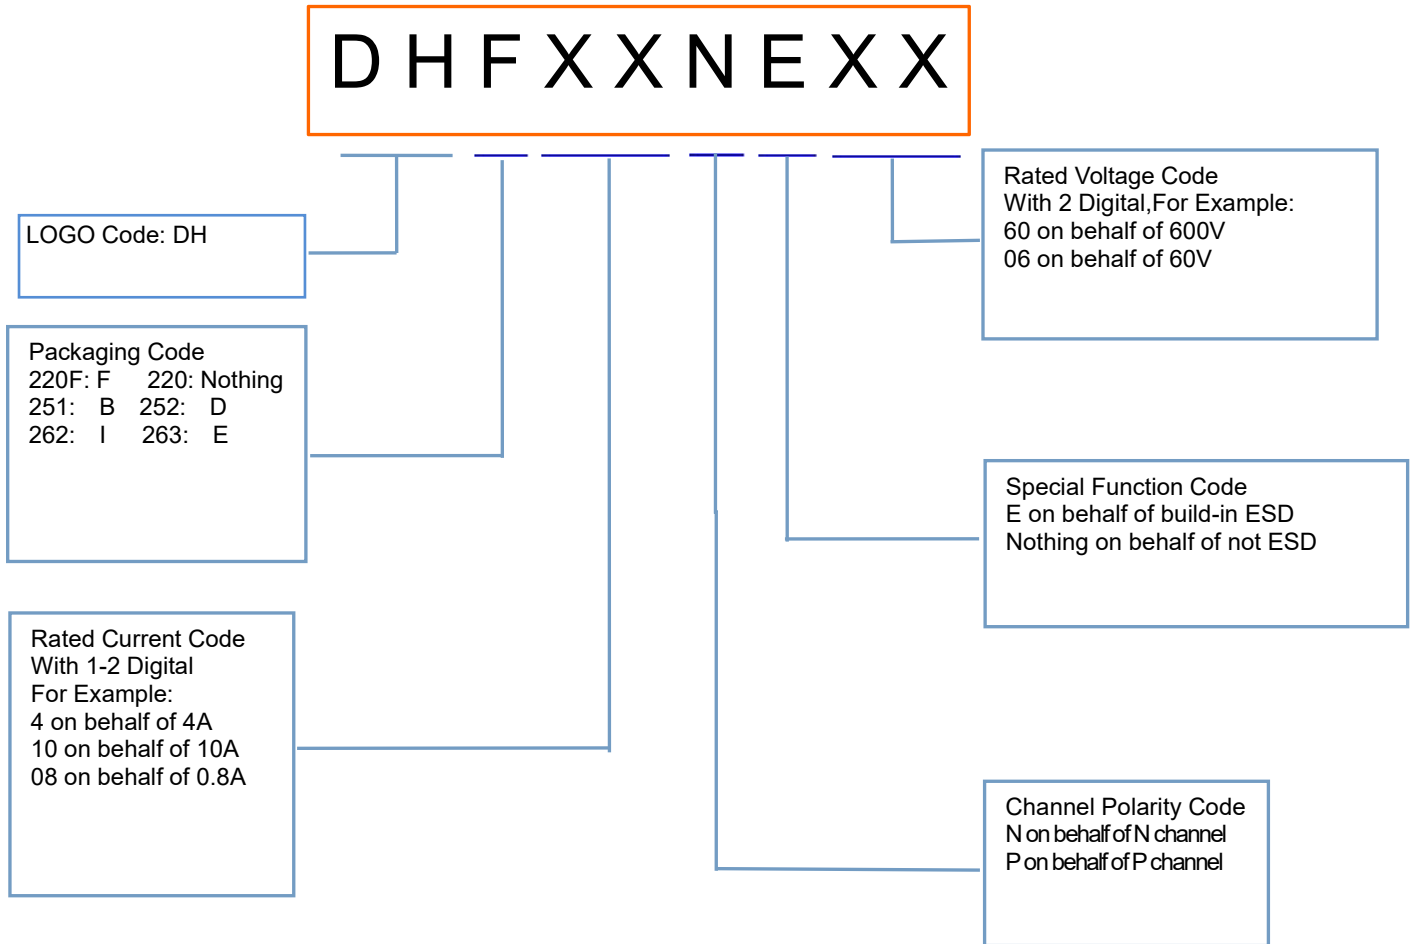 DHFXXNEXX
LOGO Code: DH
Packaging Code
220F: F 220: Nothing
251: B 252: D
262: I 263: E
Rated Current Code
With 1-2 Digital
For Example:
4 on behalf of 4A
10 on behalf of 10A
08 on behalf of 0.8A
Rated Voltage Code
With 2 Digital,For Example:
60 on behalf of 600V
06 on behalf of 60V
Special Function Code
E on behalf of build-in ESD
Nothing on behalf of not ESD
Channel Polarity Code
N on behalf of N channel
P on behalf of P channel